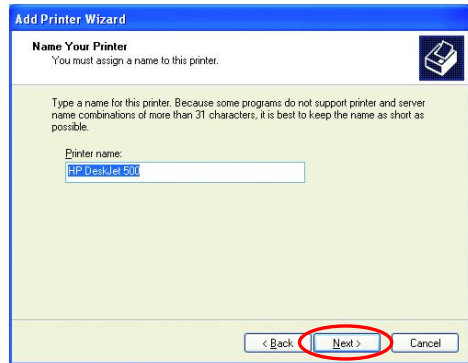 Add Printer Wizard
Name Your Printer
You must assign a name to this printer.
Type a name for this printer. Because some programs do not support printer and server
name combinations of more than 31 characters, it is best to keep the name as short as
possible.
Printer name:
HP DeskJet 500
< Back Next > Cancel